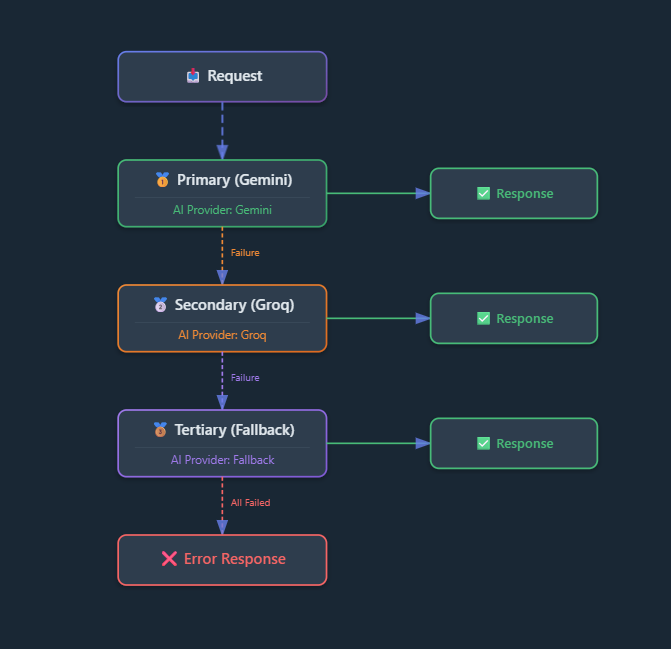 Request
Primary (Gemini)
AI Provider: Gemini
Response
Failure
Secondary (Groq)
AI Provider: Groq
Response
Failure
Tertiary (Fallback)
AI Provider: Fallback
Response
All Failed
Error Response